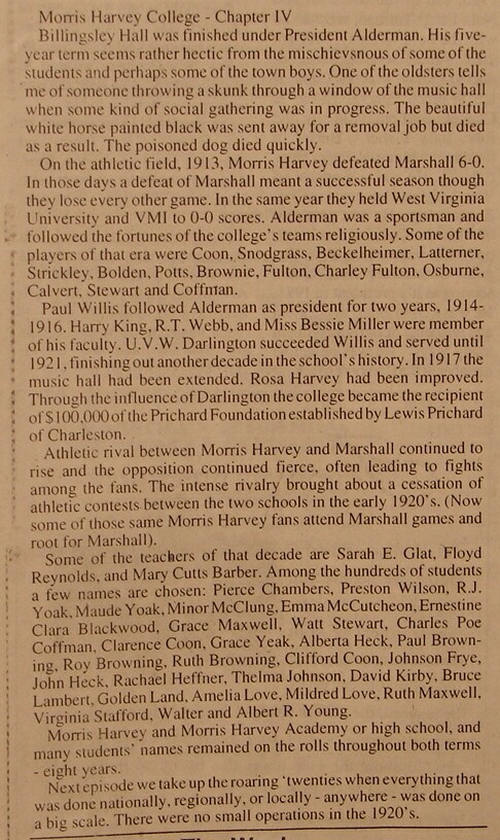 Morris Harvey College - Chapter IV
Billingsley Hall was finished under President Alderman. His five-
year term seems rather hectic from the mischievsnous of some of the
students and perhaps some of the town boys. One of the oldsters tells
me of someone throwing a skunk through a window of the music hall
when some kind of social gathering was in progress. The beautiful
white horse painted black was sent away for a removal job but died
as a result. The poisoned dog died quickly.
On the athletic field, 1913, Morris Harvey defeated Marshall 6-0.
In those days a defeat of Marshall meant a successful season though
they lose every other game. In the same year they held West Virginia
University and VMI to 0-0 scores. Alderman was a sportsman and
followed the fortunes of the college's teams religiously. Some of the
players of that era were Coon, Snodgrass, Beckelheimer, Latterner,
Strickley, Bolden, Potts, Brownie, Fulton, Charley Fulton, Osburne,
Calvert, Stewart and Coffman.
Paul Willis followed Alderman as president for two years, 1914-
1916. Harry King, R.T. Webb, and Miss Bessie Miller were member
of his faculty. U.V.W. Darlington succeeded Willis and served until
1921, finishing out another decade in the school's history. In 1917 the
music hall had been extended. Rosa Harvey had been improved.
Through the influence of Darlington the college became the recipient
of $100,000 of the Prichard Foundation established by Lewis Prichard
of Charleston.
Athletic rival between Morris Harvey and Marshall continued to
rise and the opposition continued fierce, often leading to fights
among the fans. The intense rivalry brought about a cessation of
athletic contests between the two schools in the early 1920's. (Now
some of those same Morris Harvey fans attend Marshall games and
root for Marshall).
Some of the teachers of that decade are Sarah E. Glat, Floyd
Reynolds, and Mary Cutts Barber. Among the hundreds of students
a few names are chosen: Pierce Chambers, Preston Wilson, R.J.
Yoak, Maude Yoak, Minor McClung, Emma McCutcheon, Ernestine
Clara Blackwood, Grace Maxwell, Watt Stewart, Charles Poe
Coffman, Clarence Coon, Grace Yeak, Alberta Heck, Paul Brown-
ing, Roy Browning, Ruth Browning, Clifford Coon, Johnson Frye,
John Heck, Rachael Heffner, Thelma Johnson, David Kirby, Bruce
Lambert, Golden Land, Amelia Love, Mildred Love, Ruth Maxwell,
Virginia Stafford, Walter and Albert R. Young.
Morris Harvey and Morris Harvey Academy or high school, and
many students' names remained on the rolls throughout both terms
- eight years.
Next episode we take up the roaring 'twenties when everything that
was done nationally, regionally, or locally - anywhere - was done on
a big scale. There were no small operations in the 1920's.